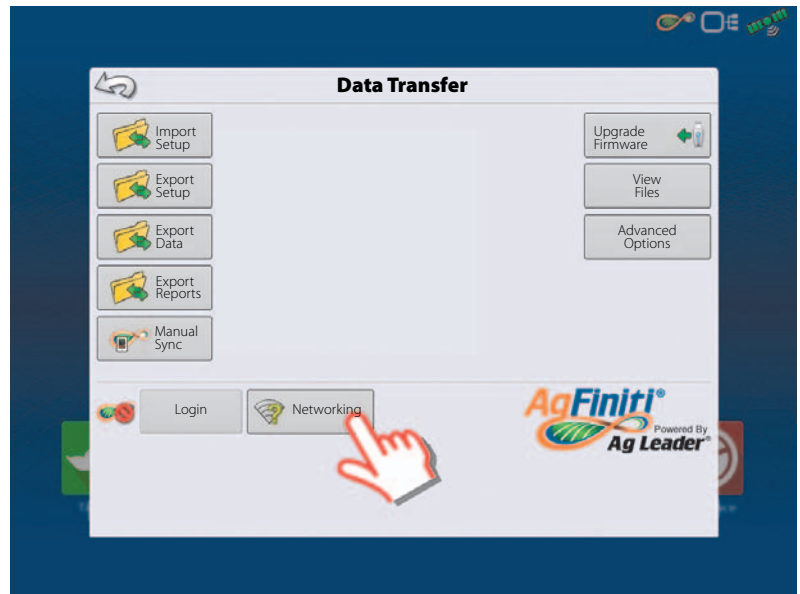 Data Transfer
Import
Setup
Upgrade
Firmware
Export
Setup
View
Files
Export
Data
Advanced
Options
Export
Reports
Manual
Sync
Login
Networking
AgFiniti®
Powered By
Ag Leader®